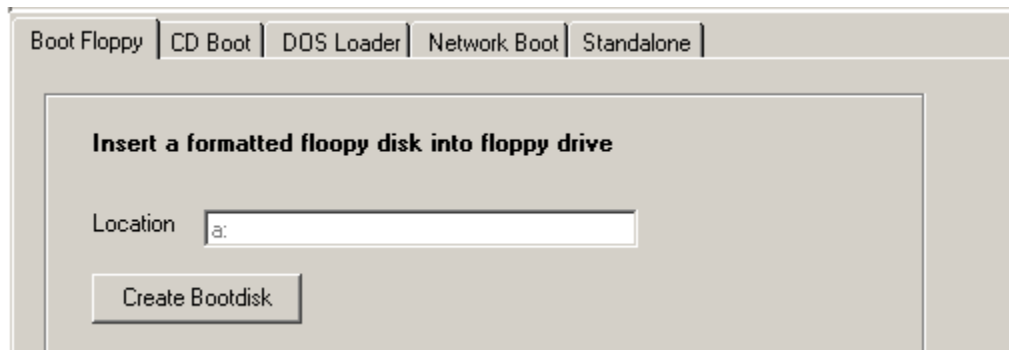 Boot Floppy CD Boot DOS Loader Network Boot Standalone
Insert a formatted floopy disk into floppy drive
Location a:
Create Bootdisk